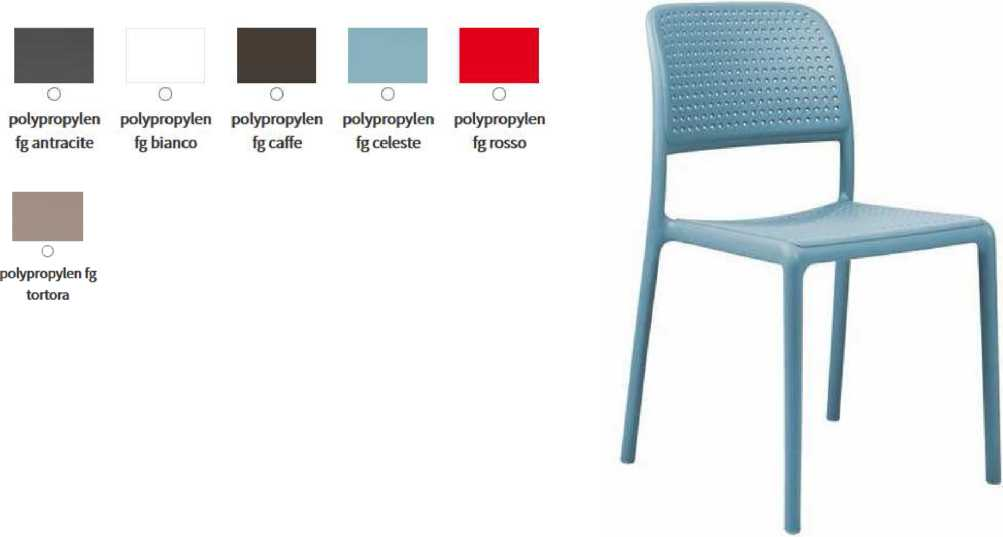 polypropylen polypropylen polypropylen polypropylen polypropylen
fg antracite fg bianco fg caffe fg celeste fg rosso
polypropylen fg
tortora